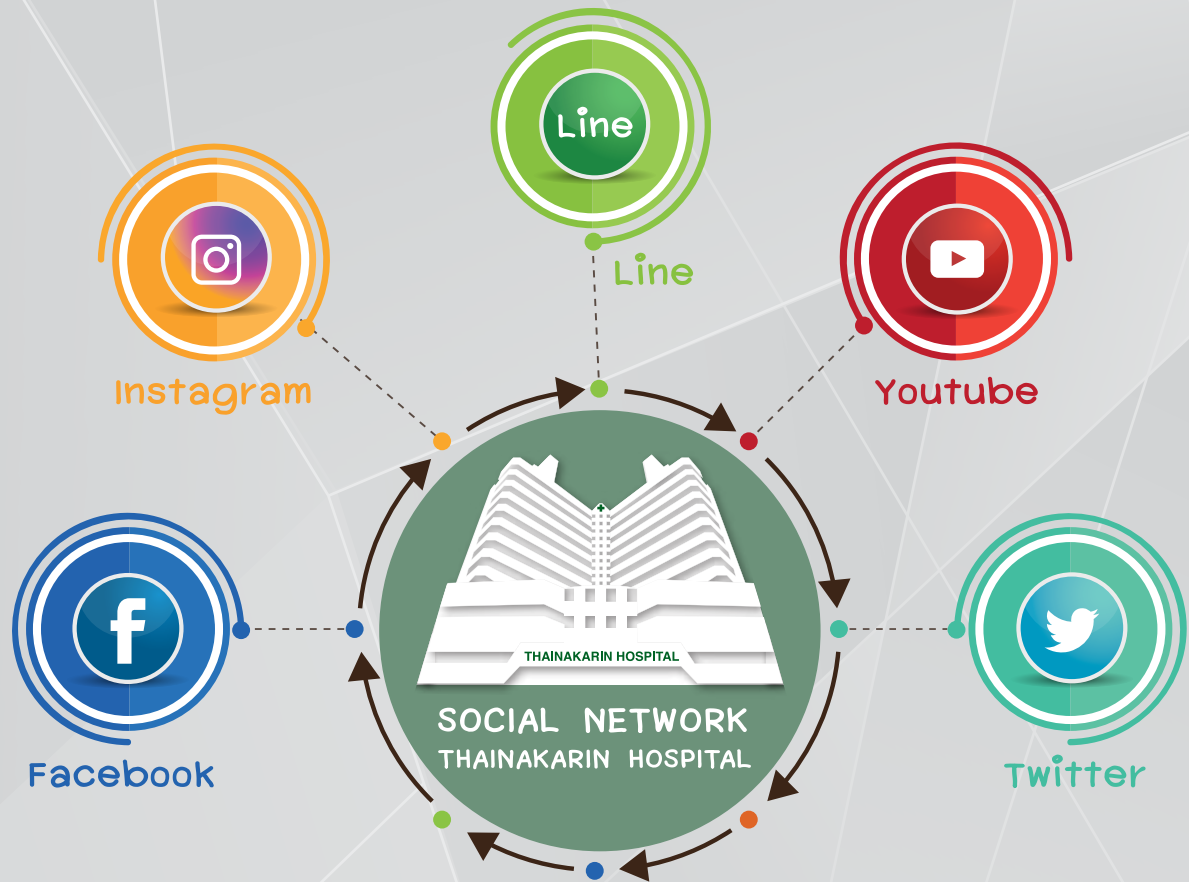 Line
Line
Instagram
Youtube
Facebook
Twitter
THAINAKARIN HOSPITAL
SOCIAL NETWORK
THAINAKARIN HOSPITAL